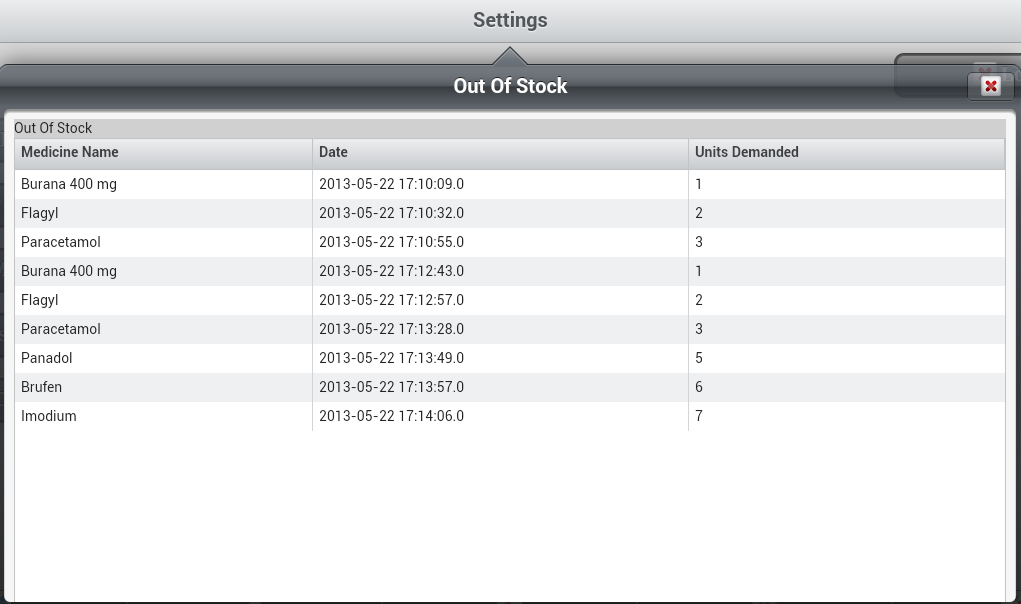 Settings
Out Of Stock
Out Of Stock
Medicine Name Date Units Demanded
Burana 400 mg 2013-05-22 17:10:09.0 1
Flagyl 2013-05-22 17:10:32.0 2
Paracetamol 2013-05-22 17:10:55.0 3
Burana 400 mg 2013-05-22 17:12:43.0 1
Flagyl 2013-05-22 17:12:57.0 2
Paracetamol 2013-05-22 17:13:28.0 3
Panadol 2013-05-22 17:13:49.0 5
Brufen 2013-05-22 17:13:57.0 6
Imodium 2013-05-22 17:14:06.0 7